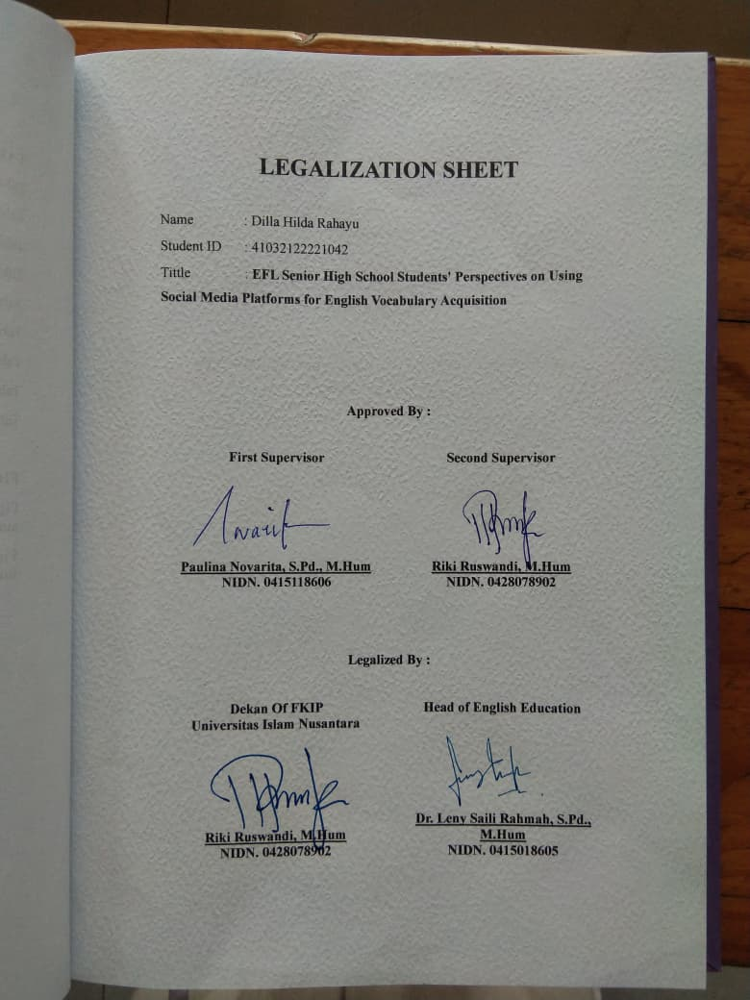 LEGALIZATION SHEET
Name : Dilla Hilda Rahayu
Student ID : 41032122221042
Tittle : EFL Senior High School Students' Perspectives on Using
Social Media Platforms for English Vocabulary Acquisition
Approved By :
First Supervisor
Second Supervisor
Paulina Novarita, S.Pd., M.Hum
NIDN. 0415118606
Riki Ruswandi, M.Hum
NIDN. 0428078902
Legalized By :
Dekan Of FKIP
Universitas Islam Nusantara
Head of English Education
Riki Ruswandi, M.Hum
NIDN. 0428078902
Dr. Leny Saili Rahmah, S.Pd.,
M.Hum
NIDN. 0415018605